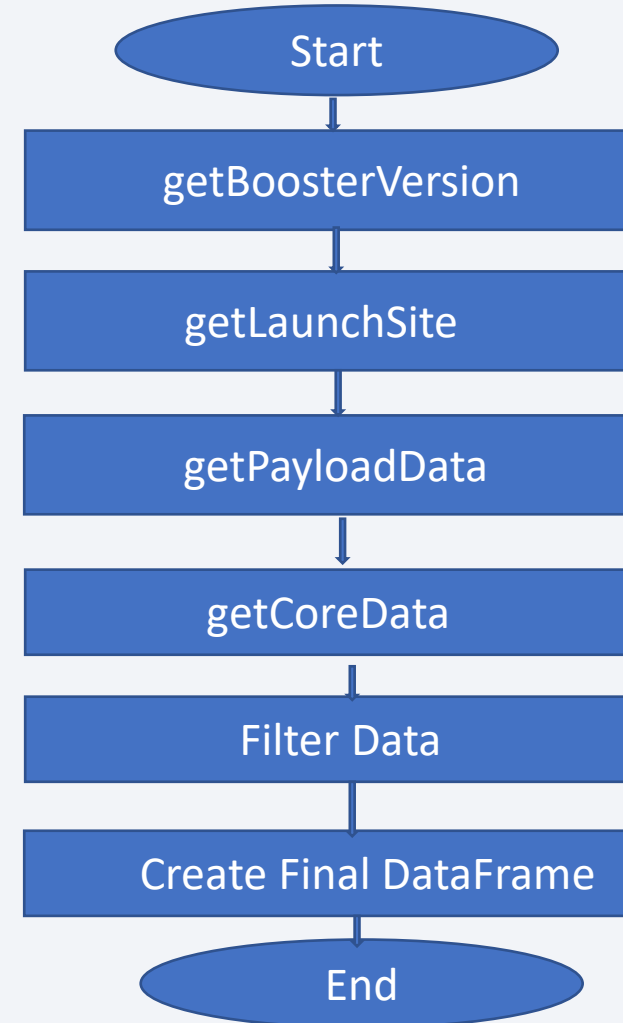 Start
getBoosterVersion
getLaunchSite
getPayloadData
getCoreData
Filter Data
Create Final DataFrame
End